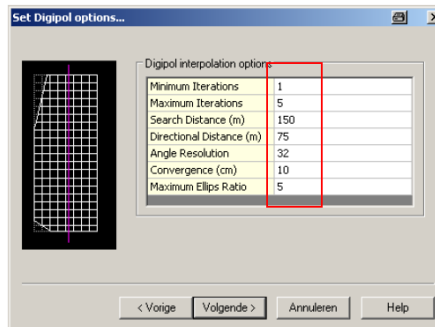 Set Digipol options...
Digipol interpolation options
Minimum Iterations 1
Maximum Iterations 5
Search Distance (m) 150
Directional Distance (m) 75
Angle Resolution 32
Convergence (cm) 10
Maximum Ellips Ratio 5
< Vorige Volgende > Annuleren Help